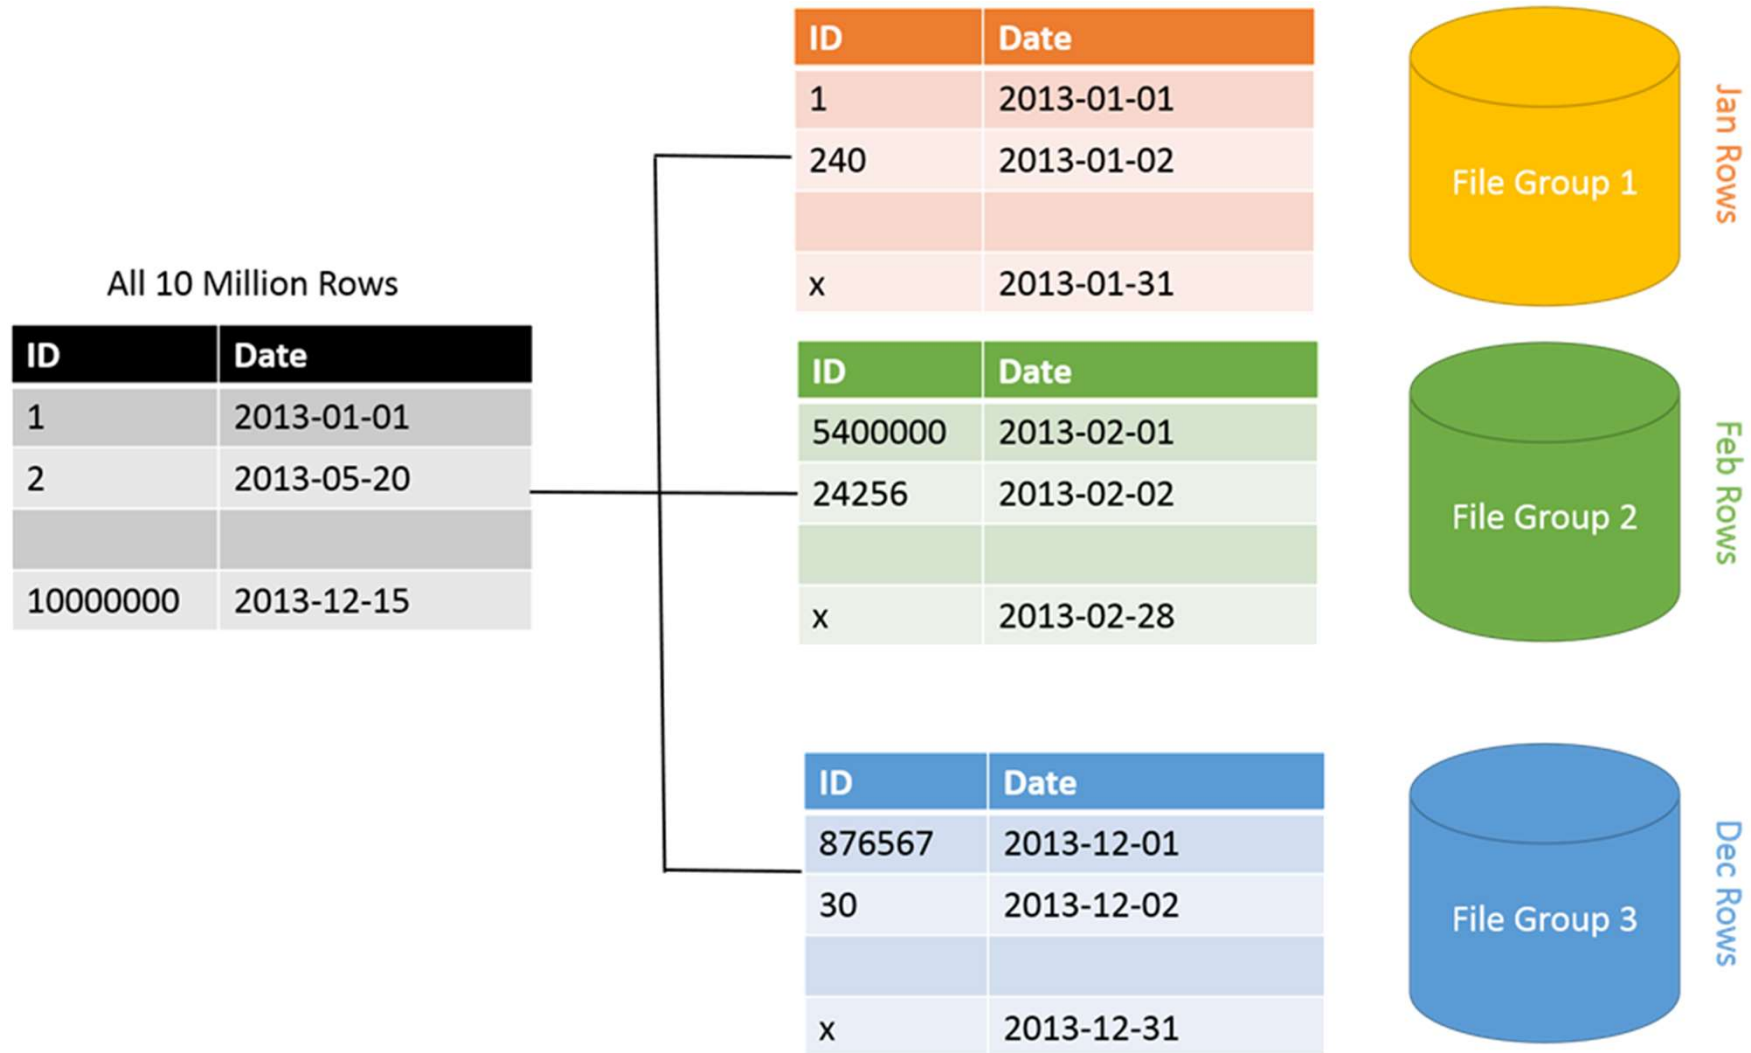 All 10 Million Rows
ID Date
1 2013-01-01
2 2013-05-20
10000000 2013-12-15
ID Date
1 2013-01-01
240 2013-01-02
x 2013-01-31
File Group 1
Jan Rows
ID Date
5400000 2013-02-01
24256 2013-02-02
x 2013-02-28
File Group 2
Feb Rows
ID Date
876567 2013-12-01
30 2013-12-02
x 2013-12-31
File Group 3
Dec Rows